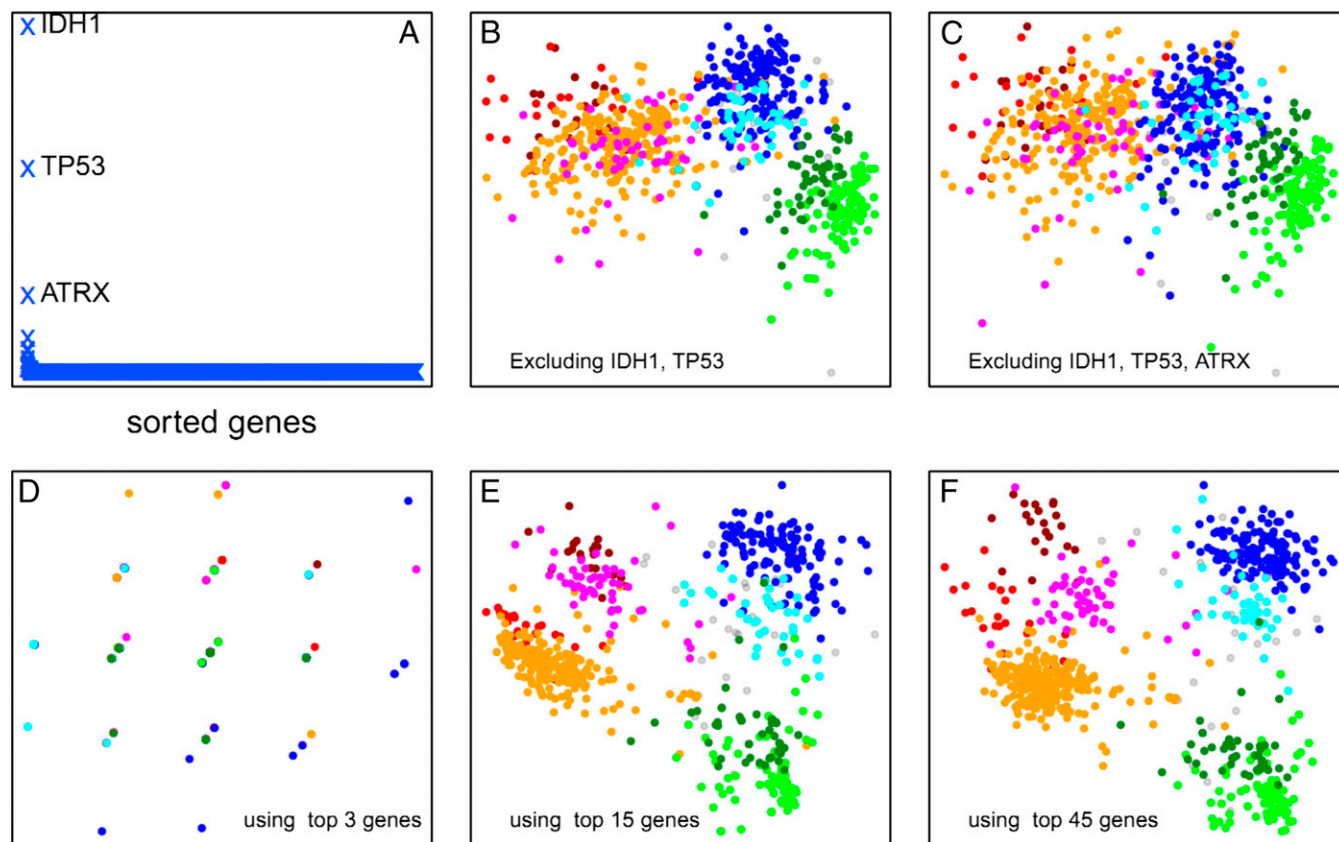 IDH1
A
TP53
ATRX
sorted genes
B
Excluding IDH1, TP53
C
Excluding IDH1, TP53, ATRX
D
using top 3 genes
E
using top 15 genes
F
using top 45 genes